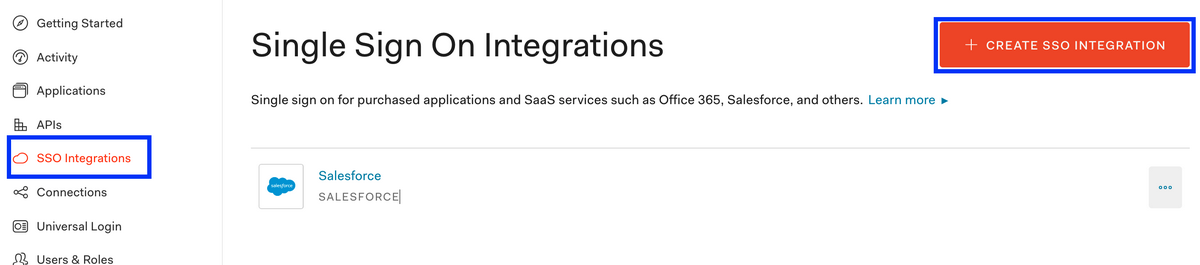 Getting Started
Activity
Applications
APIs
SSO Integrations
Connections
Universal Login
Users & Roles
Single Sign On Integrations
+ CREATE SSO INTEGRATION
Single sign on for purchased applications and SaaS services such as Office 365, Salesforce, and others. Learn more ▸
salesforce
Salesforce
SALESFORCE